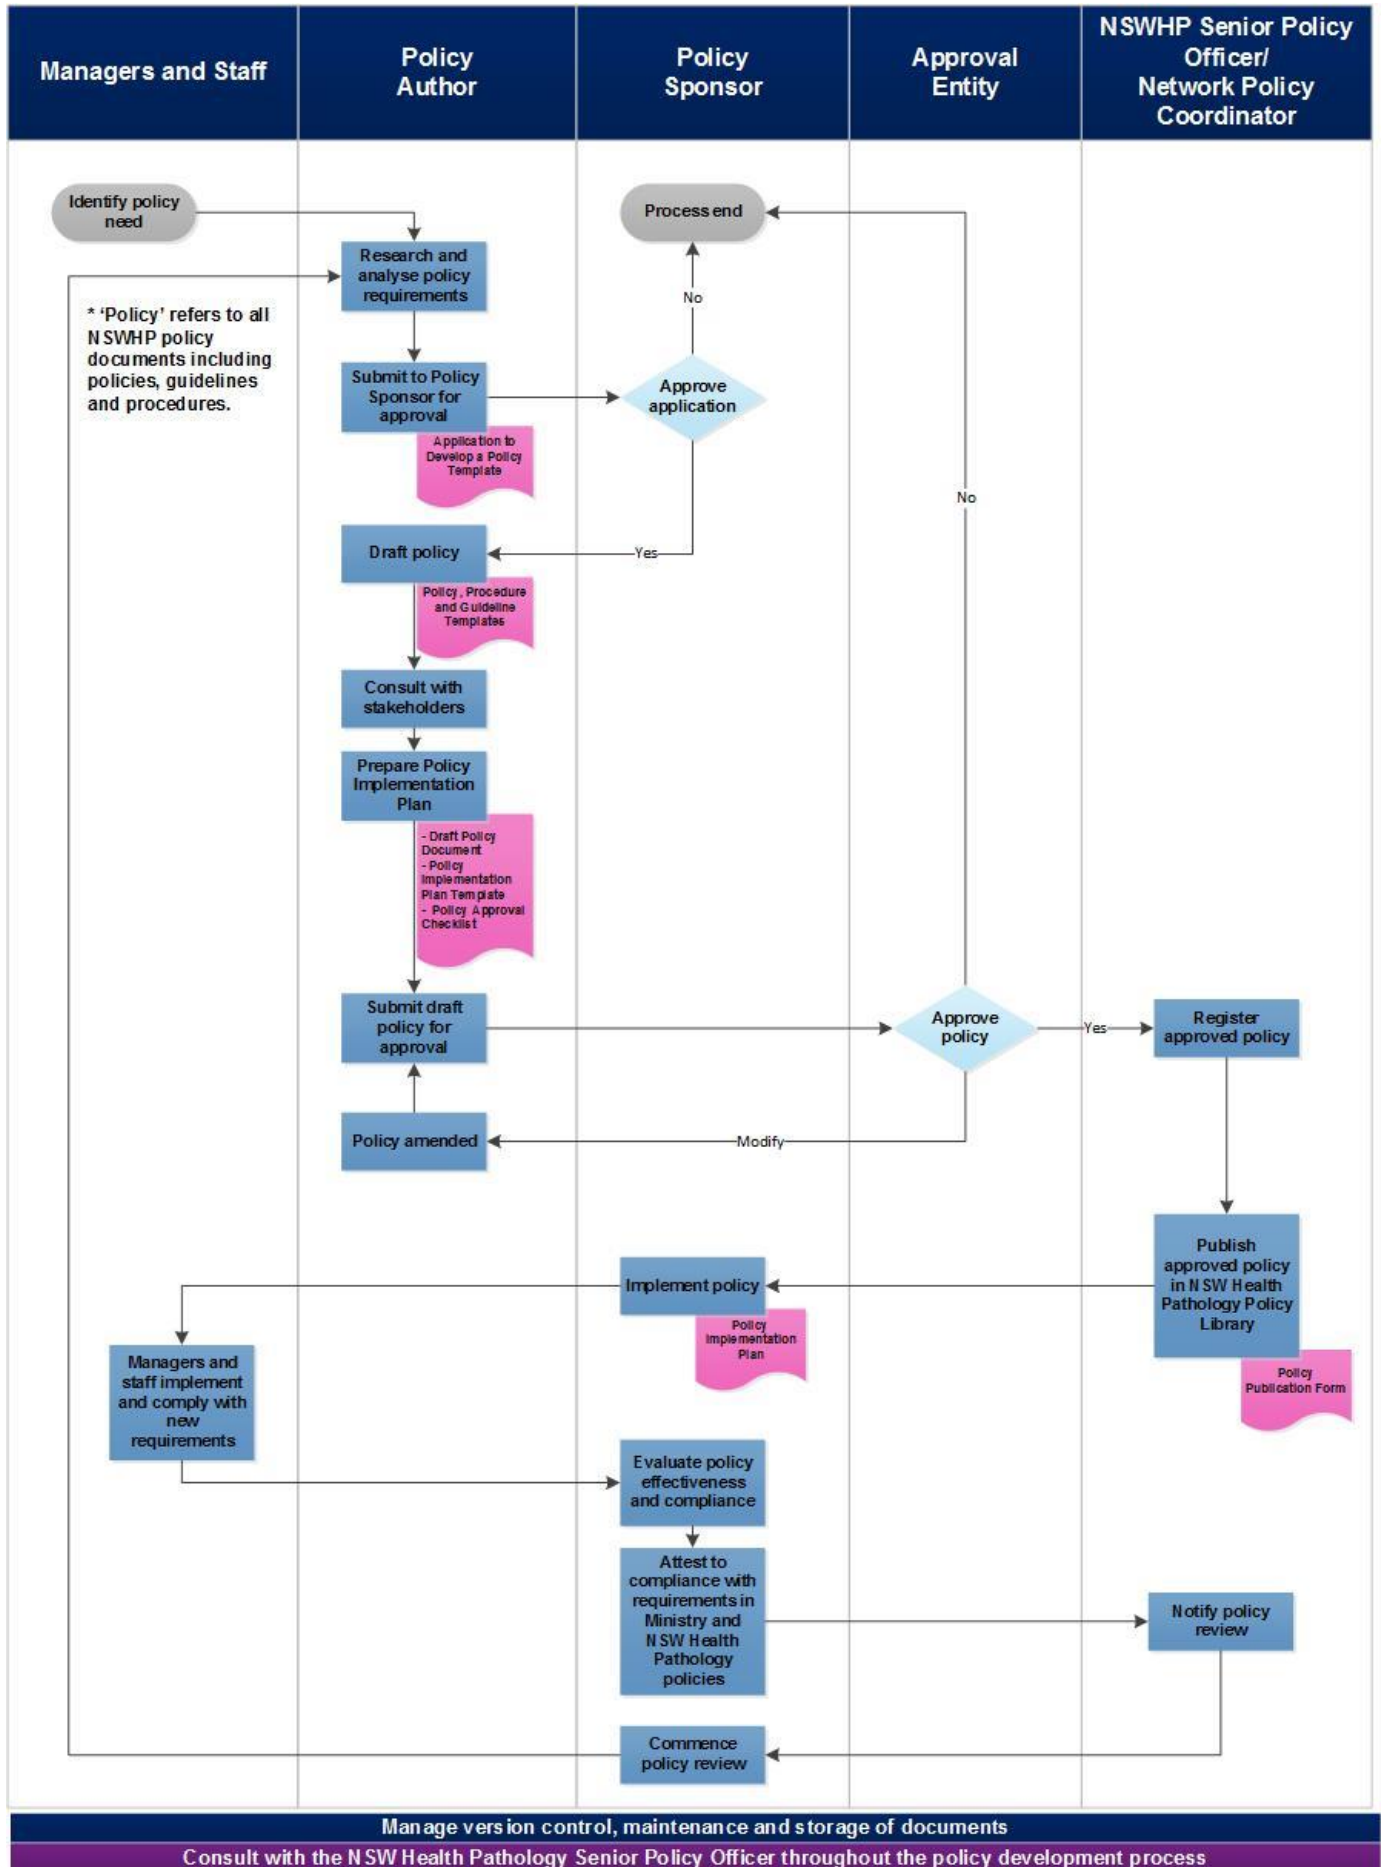 Managers and Staff
Policy
Author
Policy
Sponsor
Approval
Entity
NSWHP Senior Policy
Officer/
Network Policy
Coordinator
Identify policy
need
Process end
Research and
analyse policy
requirements
No
* ‘Policy’ refers to all
NSWHP policy
documents including
policies, guidelines
and procedures.
Submit to Policy
Sponsor for
approval
Approve
application
Application to
Develop a Policy
Template
No
Draft policy
Yes
Policy, Procedure
and Guideline
Templates
Consult with
stakeholders
Prepare Policy
Implementation
Plan
- Draft Policy
Document
- Policy
Implementation
Plan Template
- Policy Approval
Checklist
Submit draft
policy for
approval
Approve
policy
Yes
Register
approved policy
Policy amended
Modify
Publish
approved policy
in NSW Health
Pathology Policy
Library
Implement policy
Policy
Implementation
Plan
Policy
Publication Form
Managers and
staff implement
and comply with
new
requirements
Evaluate policy
effectiveness
and compliance
Attest to
compliance with
requirements in
Ministry and
NSW Health
Pathology
policies
Notify policy
review
Commence
policy review
Manage version control, maintenance and storage of documents
Consult with the NSW Health Pathology Senior Policy Officer throughout the policy development process